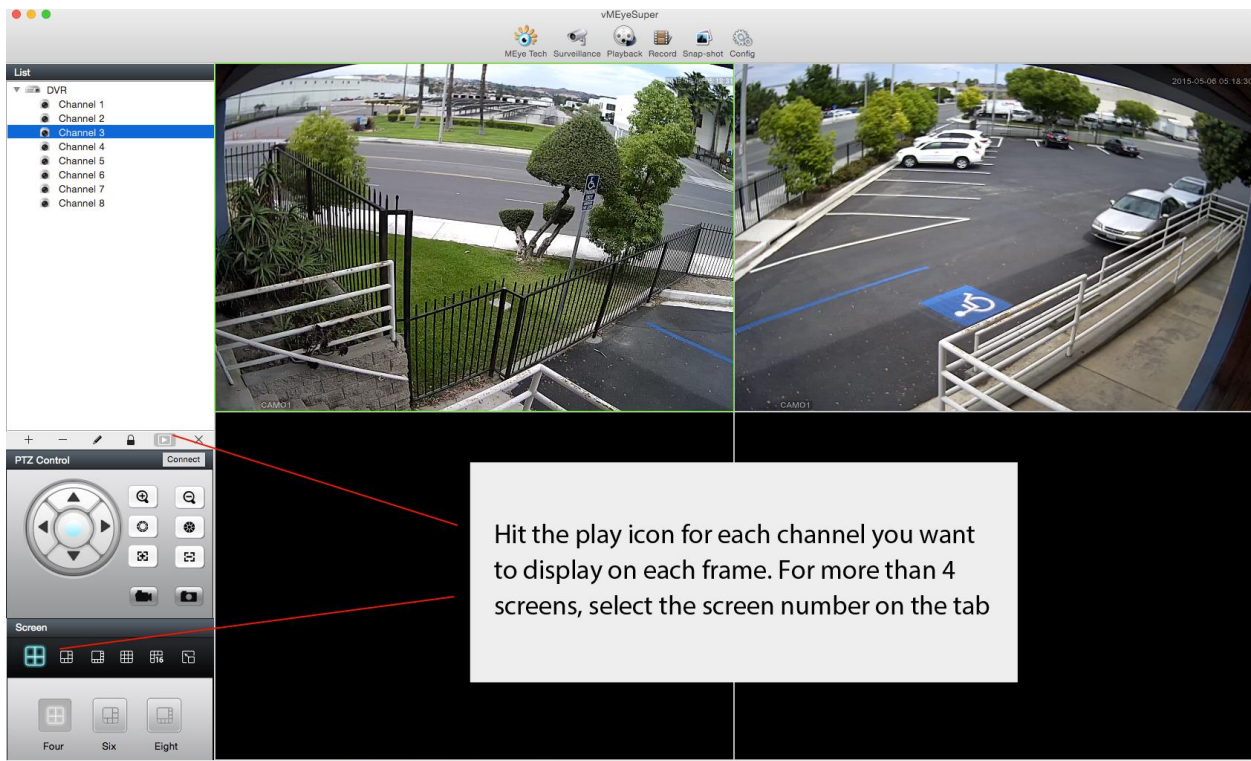 vMEyeSuper
MEye Tech Surveillance Playback Record Snap-shot Config
List
DVR
Channel 1
Channel 2
Channel 3
Channel 4
Channel 5
Channel 6
Channel 7
Channel 8
2015-05-06 05:18:30
CAMO1
CAMO1
PTZ Control Connect
Hit the play icon for each channel you want
to display on each frame. For more than 4
screens, select the screen number on the tab
Screen
16
Four Six Eight